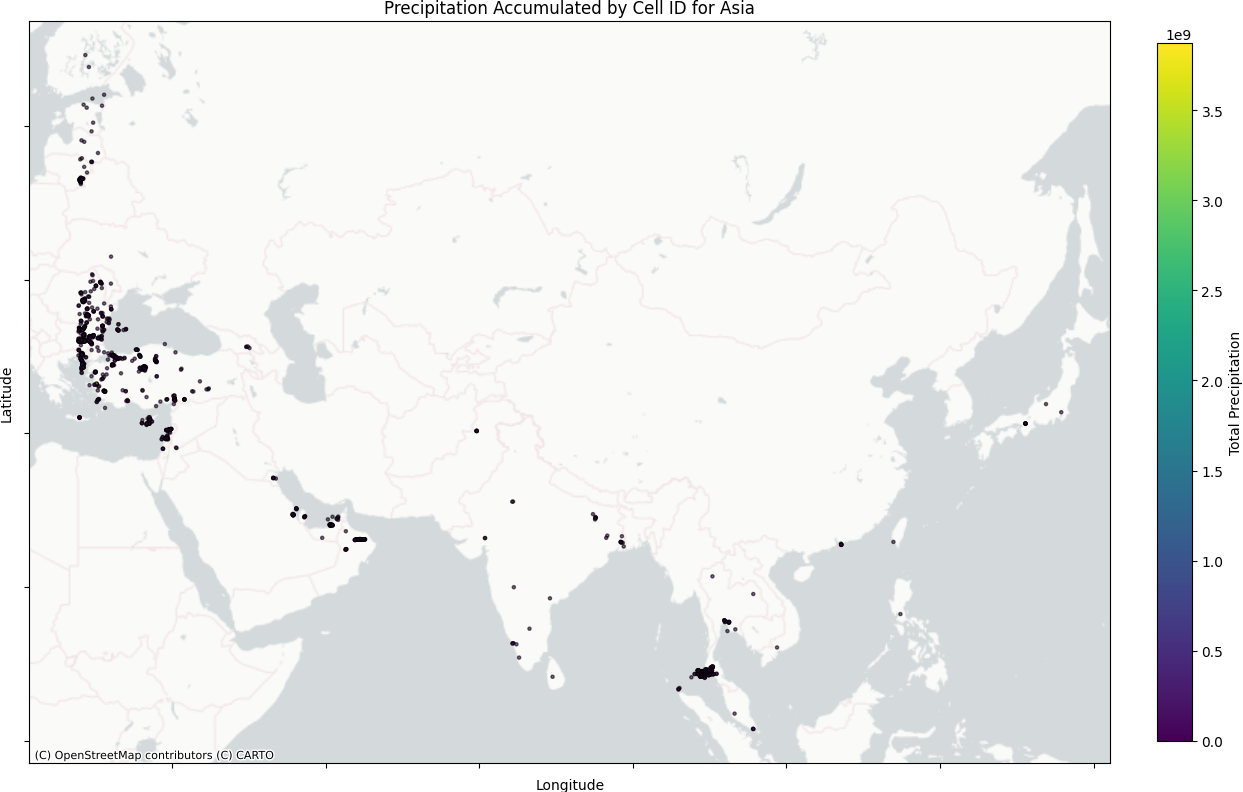 Precipitation Accumulated by Cell ID for Asia
1e9
3.5
3.0
2.5
2.0
1.5
1.0
0.5
0.0
Total Precipitation
Latitude
(C) OpenStreetMap contributors (C) CARTO
Longitude